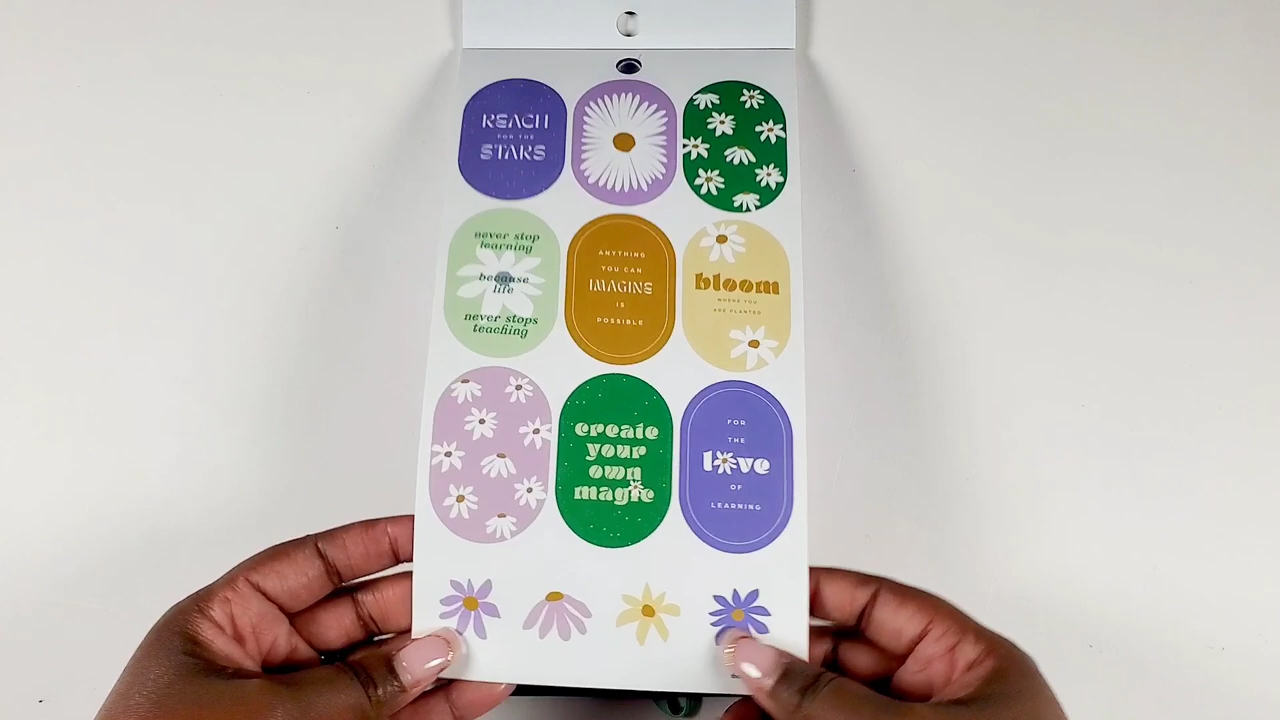 REACH
FOR THE
STARS
never stop
learning
because
life
never stops
teaching
ANYTHING
YOU CAN
IMAGINE
IS
POSSIBLE
bloom
WHERE YOU
ARE PLANTED
create
your
own
magic
FOR
THE
love
OF
LEARNING